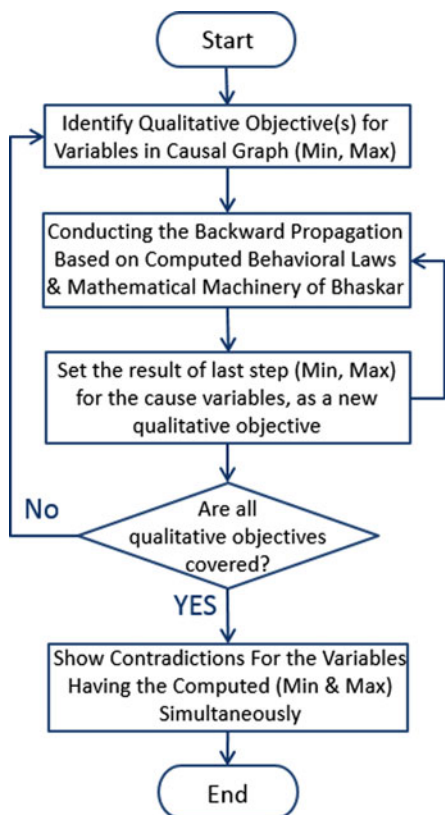 Start
Identify Qualitative Objective(s) for
Variables in Causal Graph (Min, Max)
Conducting the Backward Propagation
Based on Computed Behavioral Laws
& Mathematical Machinery of Bhaskar
Set the result of last step (Min, Max)
for the cause variables, as a new
qualitative objective
No
Are all
qualitative objectives
covered?
YES
Show Contradictions For the Variables
Having the Computed (Min & Max)
Simultaneously
End